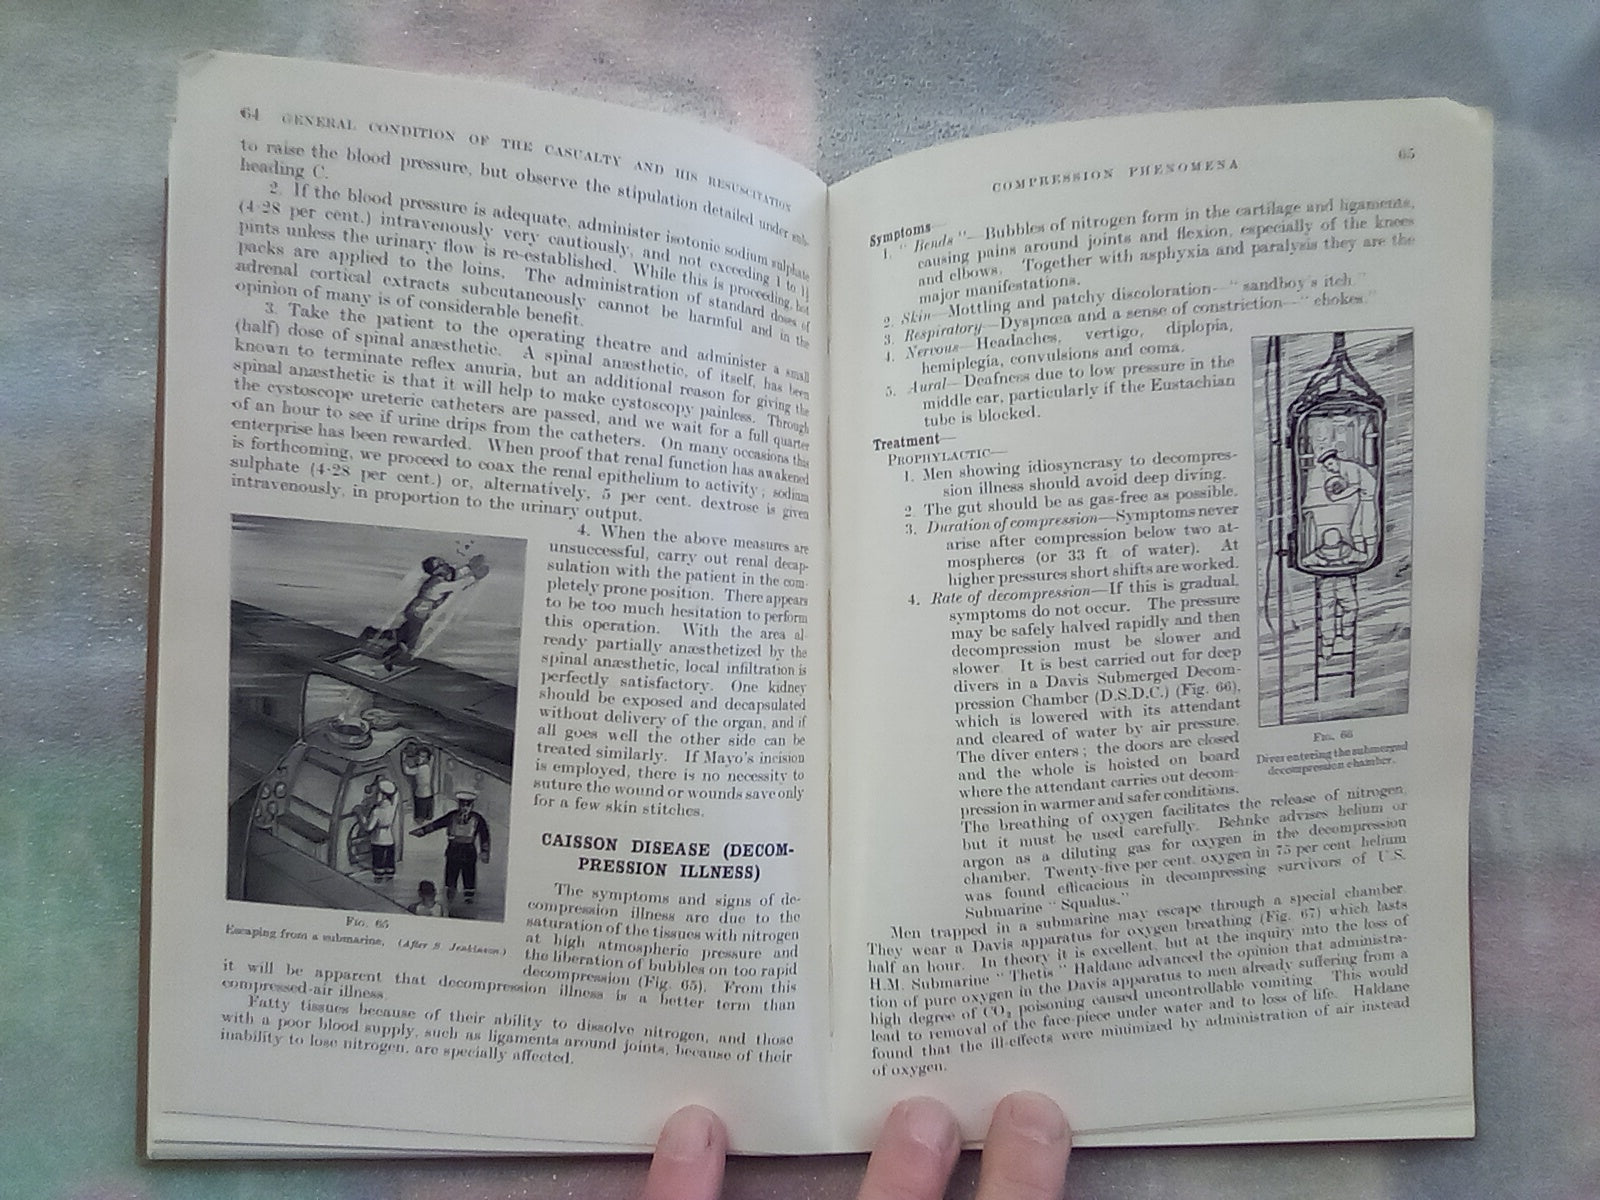 64 GENERAL CONDITION OF THE CASUALTY AND HIS RESUSCITATION
to raise the blood pressure, but observe the stipulation detailed under sub-
heading C.
2. If the blood pressure is adequate, administer isotonic sodium sulphate
(4·28 per cent.) intravenously very cautiously, and not exceeding 1 to 1½
pints unless the urinary flow is re-established. While this is proceeding, hot
packs are applied to the loins. The administration of standard doses of
adrenal cortical extracts subcutaneously cannot be harmful and in the
opinion of many is of considerable benefit.
3. Take the patient to the operating theatre and administer a small
(half) dose of spinal anæsthetic. A spinal anæsthetic, of itself, has been
known to terminate reflex anuria, but an additional reason for giving the
spinal anæsthetic is that it will help to make cystoscopy painless. Through
the cystoscope ureteric catheters are passed, and we wait for a full quarter
of an hour to see if urine drips from the catheters. On many occasions this
enterprise has been rewarded. When proof that renal function has awakened
is forthcoming, we proceed to coax the renal epithelium to activity; sodium
sulphate (4·28 per cent.) or, alternatively, 5 per cent. dextrose is given
intravenously, in proportion to the urinary output.
4. When the above measures are
unsuccessful, carry out renal decap-
sulation with the patient in the com-
pletely prone position. There appears
to be too much hesitation to perform
this operation. With the area al-
ready partially anæsthetized by the
spinal anæsthetic, local infiltration is
perfectly satisfactory. One kidney
should be exposed and decapsulated
without delivery of the organ, and if
all goes well the other side can be
treated similarly. If Mayo's incision
is employed, there is no necessity to
suture the wound or wounds save only
for a few skin stitches.
FIG. 65
Escaping from a submarine. (After S. Jenkinson.)
CAISSON DISEASE (DECOM-
PRESSION ILLNESS)
The symptoms and signs of de-
compression illness are due to the
saturation of the tissues with nitrogen
at high atmospheric pressure and
the liberation of bubbles on too rapid
decompression (Fig. 65). From this
it will be apparent that decompression illness is a better term than
compressed-air illness.
Fatty tissues because of their ability to dissolve nitrogen, and those
with a poor blood supply, such as ligaments around joints, because of their
inability to lose nitrogen, are specially affected.
COMPRESSION PHENOMENA 65
Symptoms—
1. "Bends"—Bubbles of nitrogen form in the cartilage and ligaments,
causing pains around joints and flexion, especially of the knees
and elbows. Together with asphyxia and paralysis they are the
major manifestations.
2. Skin—Mottling and patchy discoloration—"sandboy's itch."
3. Respiratory—Dyspnœa and a sense of constriction—"chokes."
4. Nervous—Headaches, vertigo, diplopia,
hemiplegia, convulsions and coma.
5. Aural—Deafness due to low pressure in the
middle ear, particularly if the Eustachian
tube is blocked.
Treatment—
PROPHYLACTIC—
1. Men showing idiosyncrasy to decompres-
sion illness should avoid deep diving.
2. The gut should be as gas-free as possible.
3. Duration of compression—Symptoms never
arise after compression below two at-
mospheres (or 33 ft of water). At
higher pressures short shifts are worked.
4. Rate of decompression—If this is gradual,
symptoms do not occur. The pressure
may be safely halved rapidly and then
decompression must be slower and
slower. It is best carried out for deep
divers in a Davis Submerged Decom-
pression Chamber (D.S.D.C.) (Fig. 66),
which is lowered with its attendant
and cleared of water by air pressure.
The diver enters; the doors are closed
and the whole is hoisted on board
where the attendant carries out decom-
pression in warmer and safer conditions.
The breathing of oxygen facilitates the release of nitrogen,
but it must be used carefully. Behnke advises helium or
argon as a diluting gas for oxygen in the decompression
chamber. Twenty-five per cent. oxygen in 75 per cent. helium
was found efficacious in decompressing survivors of U.S.
Submarine "Squalus."
FIG. 66
Diver entering the submerged
decompression chamber.
Men trapped in a submarine may escape through a special chamber.
They wear a Davis apparatus for oxygen breathing (Fig. 67) which lasts
half an hour. In theory it is excellent, but at the inquiry into the loss of
H.M. Submarine "Thetis" Haldane advanced the opinion that administra-
tion of pure oxygen in the Davis apparatus to men already suffering from a
high degree of CO₂ poisoning caused uncontrollable vomiting. This would
lead to removal of the face-piece under water and to loss of life. Haldane
found that the ill-effects were minimized by administration of air instead
of oxygen.